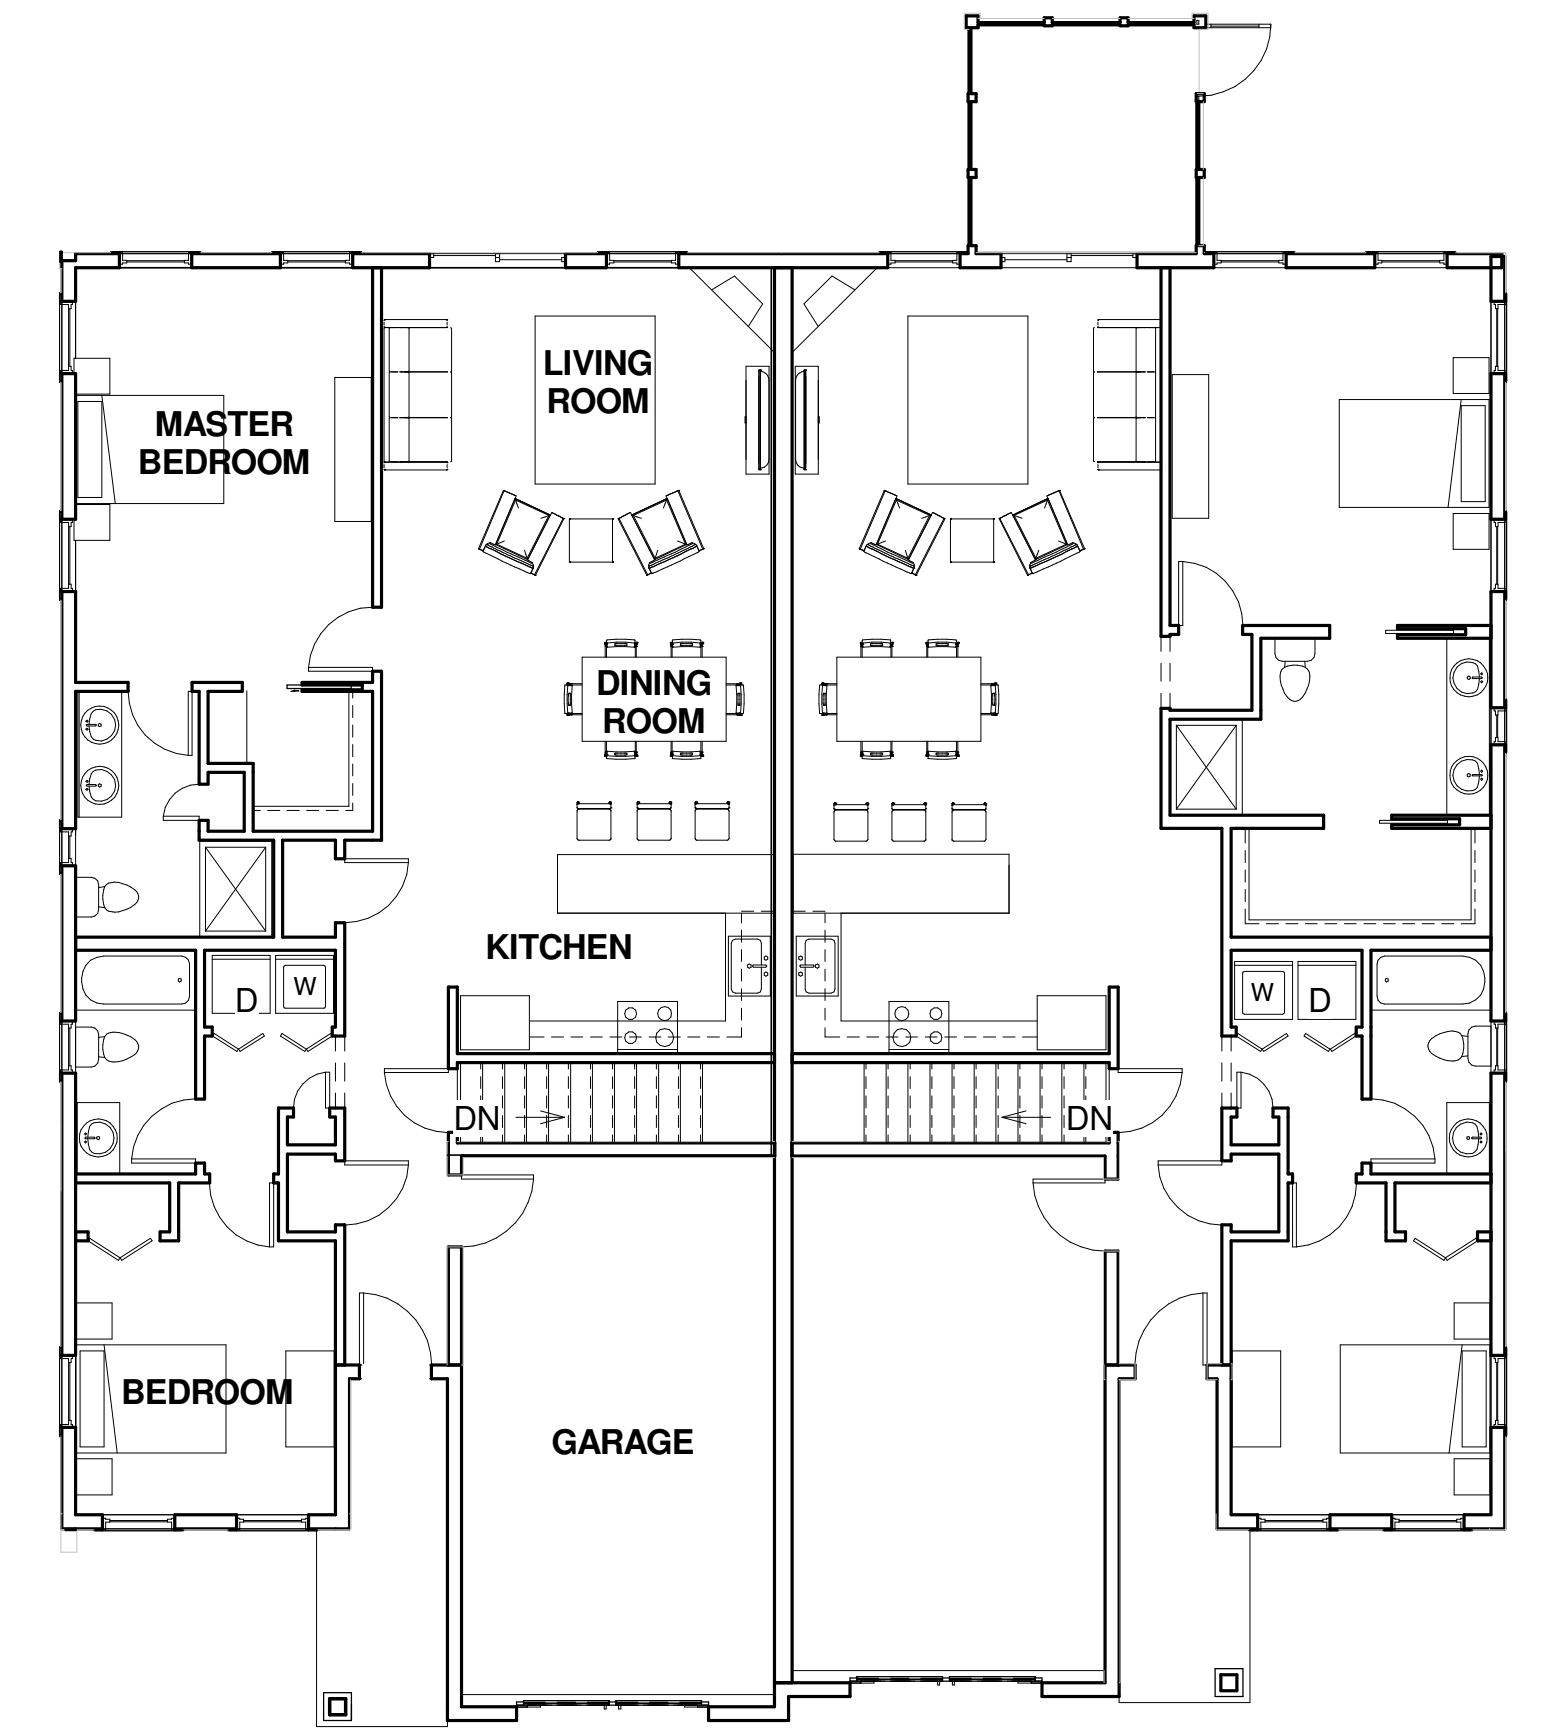 LIVING
ROOM
MASTER
BEDROOM
DINING
ROOM
KITCHEN
D
W
W
D
DN
DN
BEDROOM
GARAGE